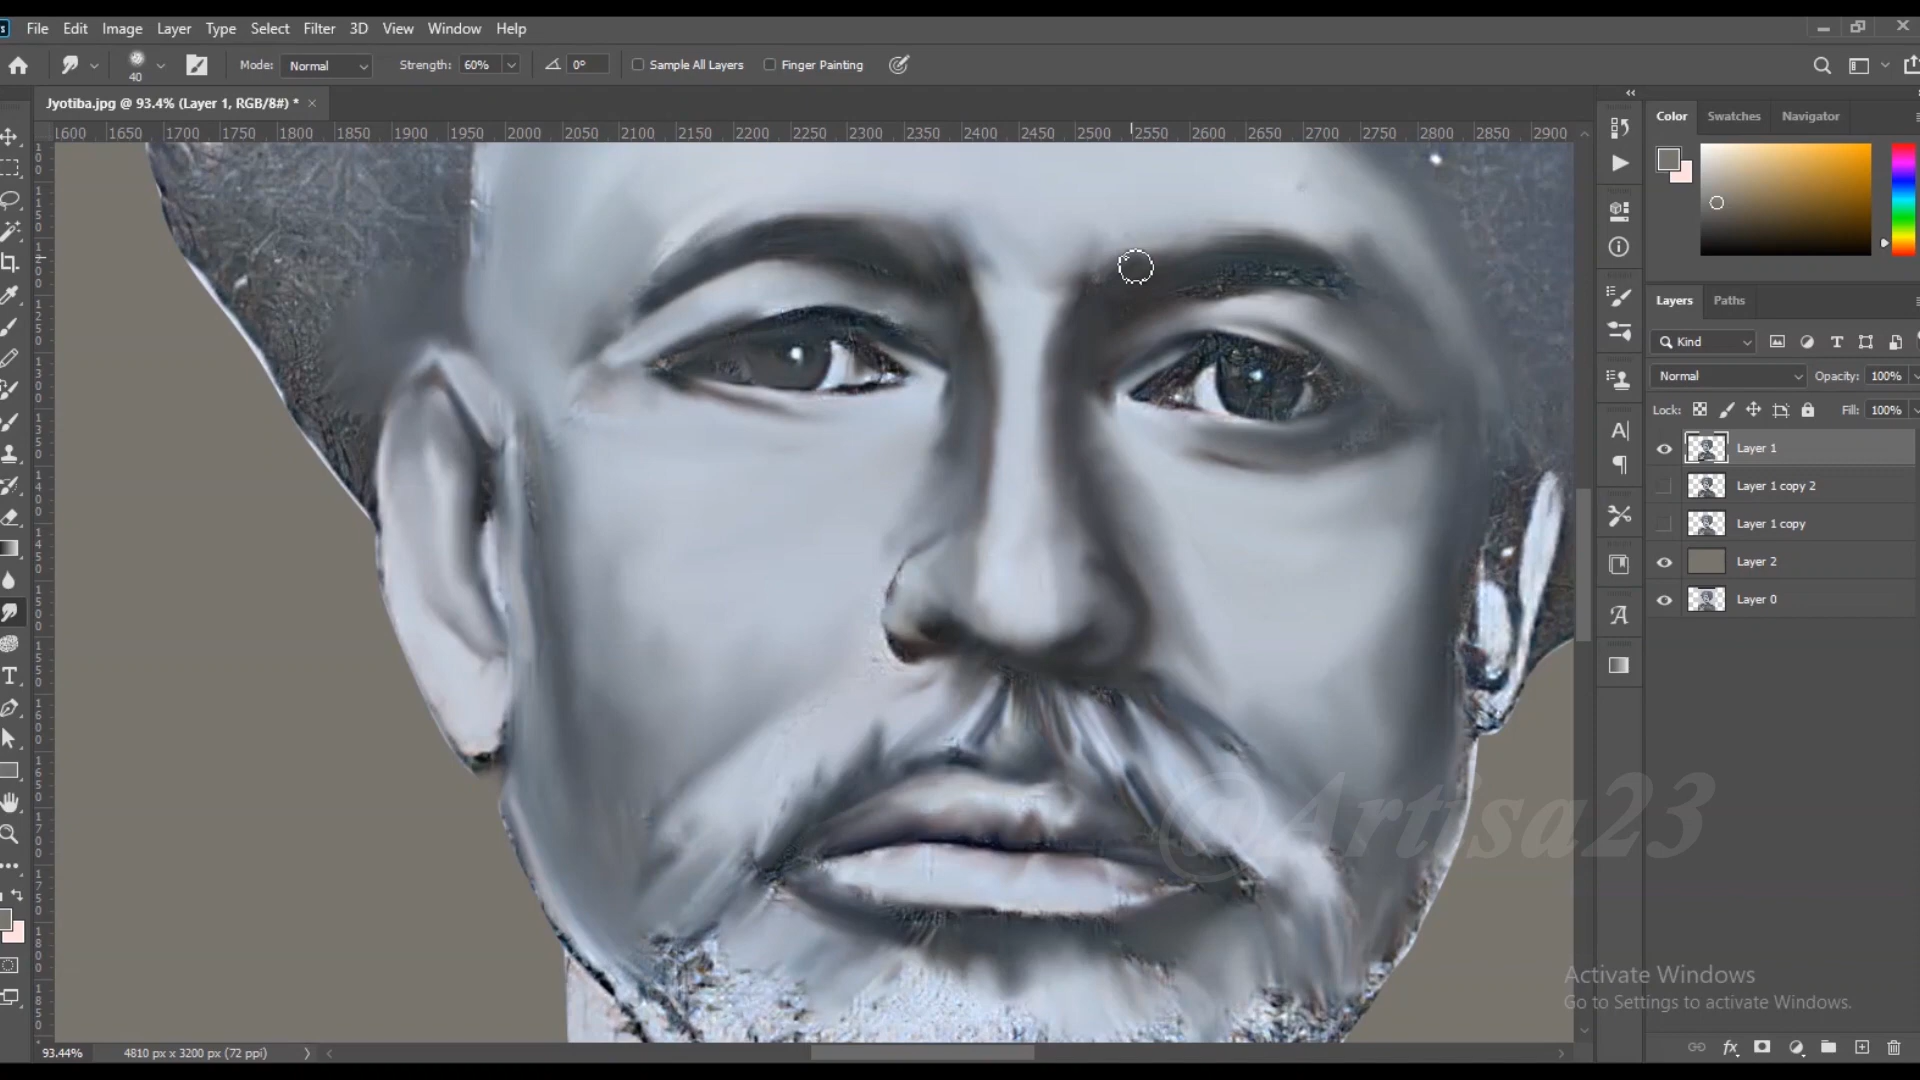 File Edit Image Layer Type Select Filter 3D View Window Help
40 Mode: Normal Strength: 60% 0° Sample All Layers Finger Painting
Jyotiba.jpg @ 93.4% (Layer 1, RGB/8#) * ×
1600 1650 1700 1750 1800 1850 1900 1950 2000 2050 2100 2150 2200 2250 2300 2350 2400 2450 2500 2550 2600 2650 2700 2750 2800 2850 2900
Color Swatches Navigator
Layers Paths
Kind
Normal Opacity: 100%
Lock: Fill: 100%
Layer 1
Layer 1 copy 2
Layer 1 copy
Layer 2
Layer 0
@Artisa23
Activate Windows
Go to Settings to activate Windows.
93.44% 4810 px x 3200 px (72 ppi)
fx